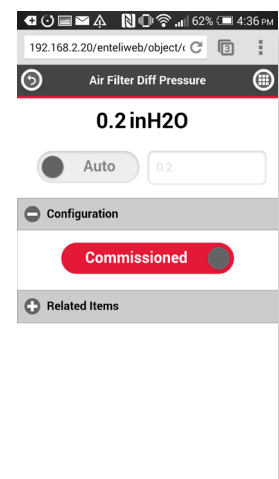 62% 4:36 PM
192.168.2.20/enteliweb/object/ 3
Air Filter Diff Pressure
0.2 inH2O
Auto 0.2
Configuration
Commissioned
Related Items